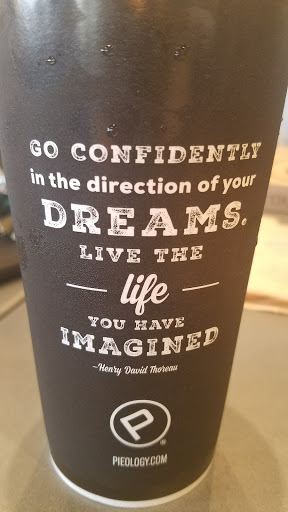 GO CONFIDENTLY
in the direction of your
DREAMS.
LIVE THE
life
YOU HAVE
IMAGINED
-Henry David Thoreau
P®
PIEOLOGY.COM